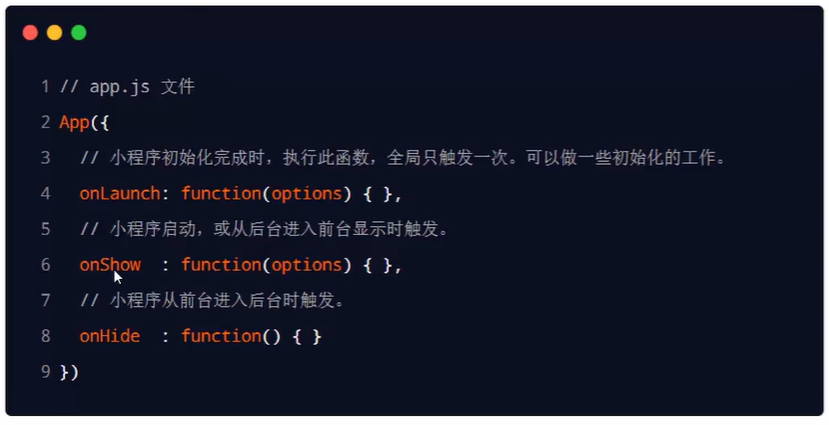 1 // app.js 文件
2 App({
3 // 小程序初始化完成时，执行此函数，全局只触发一次。可以做一些初始化的工作。
4 onLaunch: function(options) { },
5 // 小程序启动，或从后台进入前台显示时触发。
6 onShow  : function(options) { },
7 // 小程序从前台进入后台时触发。
8 onHide  : function() { }
9 })